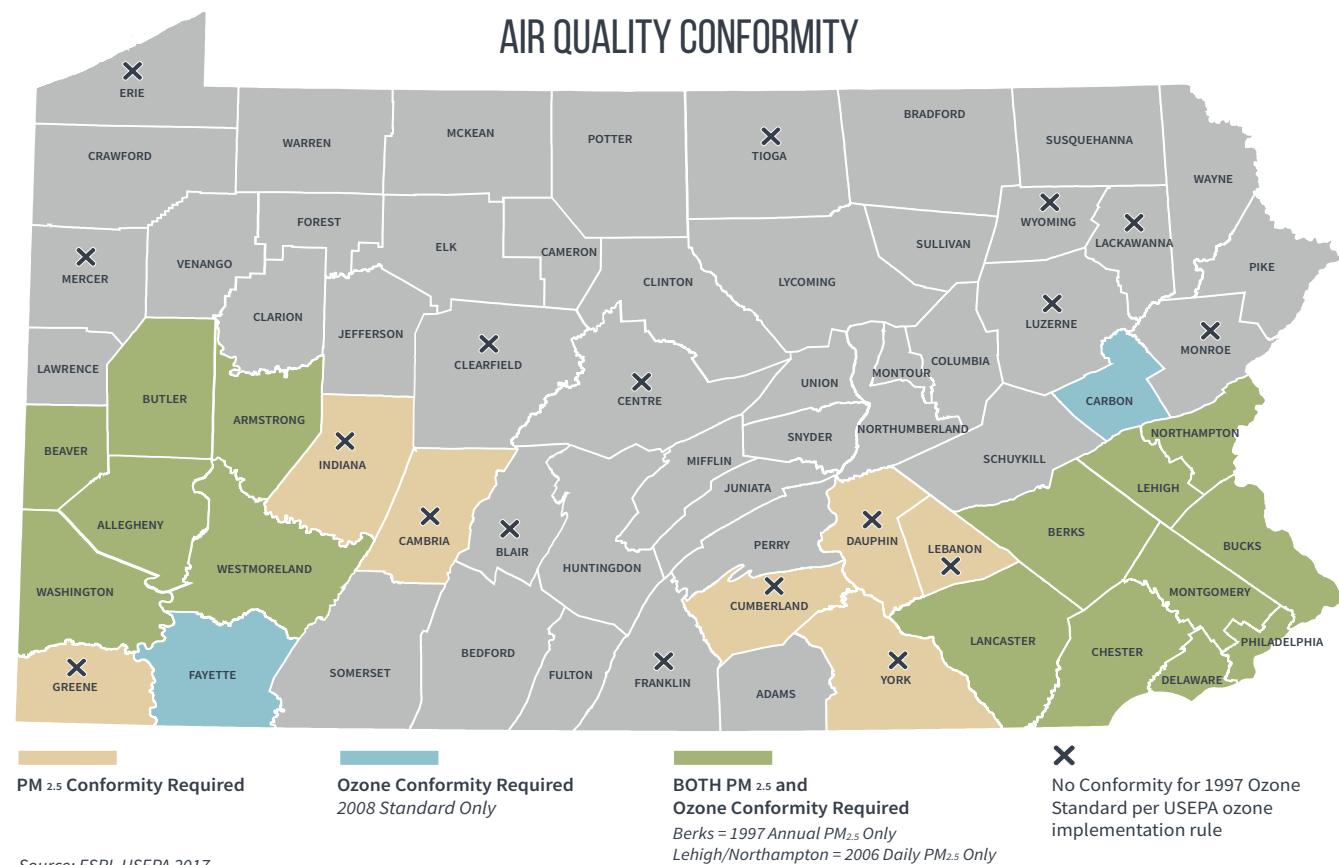 AIR QUALITY CONFORMITY
ERIE
CRAWFORD
WARREN
MCKEAN
POTTER
TIOGA
BRADFORD
SUSQUEHANNA
WAYNE
WYOMING
LACKAWANNA
MERCER
VENANGO
FOREST
ELK
CAMERON
CLINTON
LYCOMING
SULLIVAN
PIKE
CLARION
JEFFERSON
CLEARFIELD
CENTRE
UNION
MONTOUR
COLUMBIA
LUZERNE
MONROE
LAWRENCE
BUTLER
ARMSTRONG
CARBON
BEAVER
INDIANA
SNYDER
NORTHUMBERLAND
NORTHAMPTON
MIFFLIN
SCHUYKILL
JUNIATA
LEHIGH
ALLEGHENY
CAMBRIA
BLAIR
HUNTINGDON
PERRY
DAUPHIN
LEBANON
BERKS
BUCKS
WASHINGTON
WESTMORELAND
CUMBERLAND
MONTGOMERY
GREENE
FAYETTE
SOMERSET
BEDFORD
FULTON
FRANKLIN
ADAMS
YORK
LANCASTER
CHESTER
DELAWARE
PHILADELPHIA
PM 2.5 Conformity Required
Ozone Conformity Required
2008 Standard Only
BOTH PM 2.5 and
Ozone Conformity Required
Berks = 1997 Annual PM2.5 Only
Lehigh/Northampton = 2006 Daily PM2.5 Only
No Conformity for 1997 Ozone
Standard per USEPA ozone
implementation rule
Source: ESRI, USEPA 2017